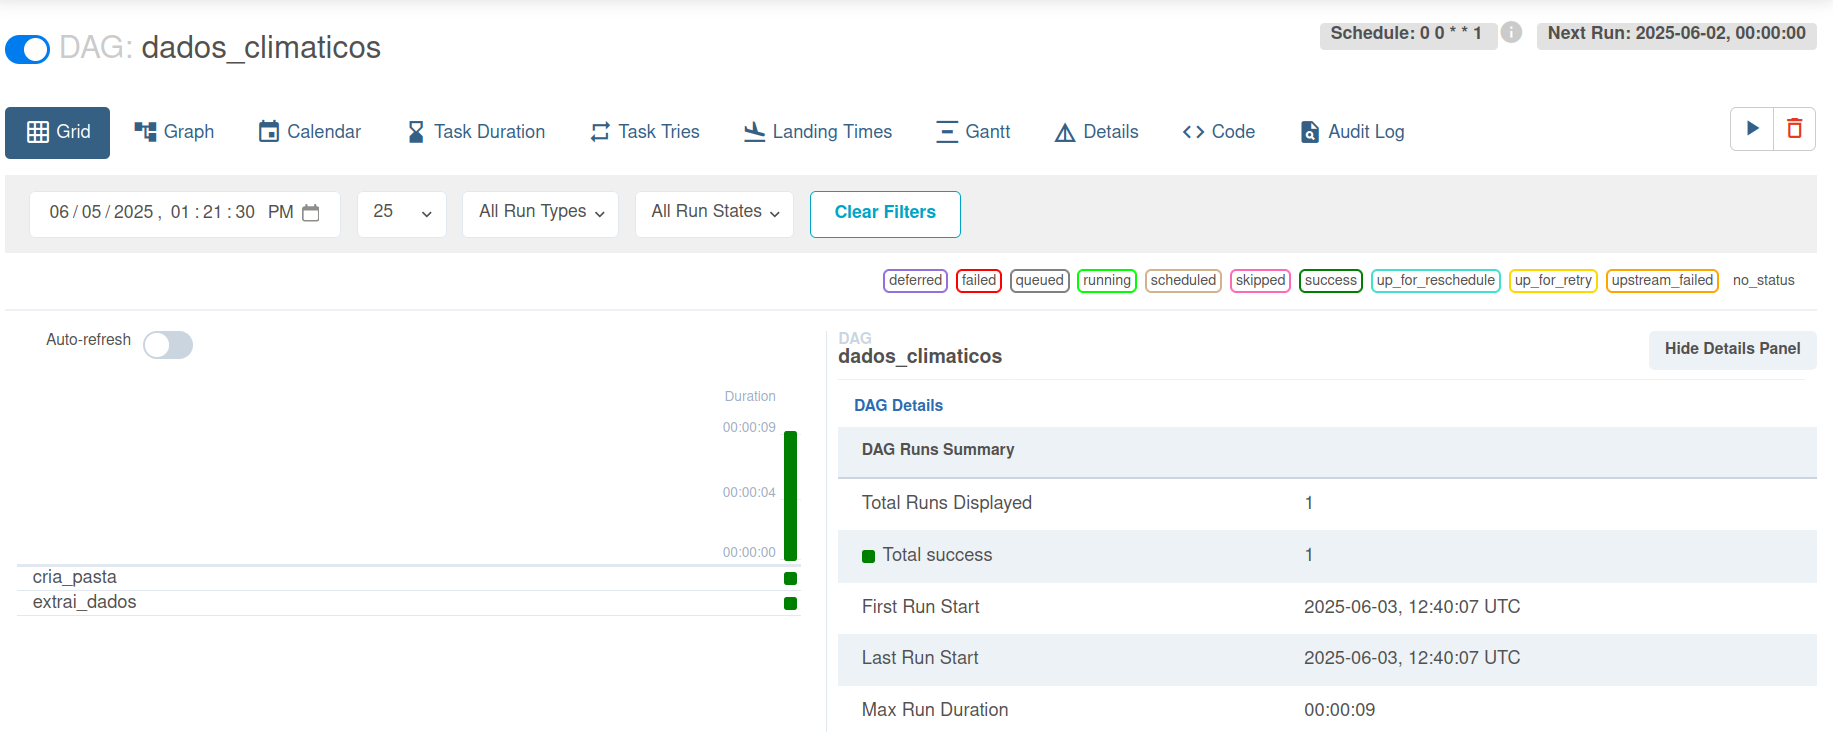 DAG: dados_climaticos
Schedule: 0 0 * * 1
Next Run: 2025-06-02, 00:00:00
Grid
Graph
Calendar
Task Duration
Task Tries
Landing Times
Gantt
Details
Code
Audit Log
06 / 05 / 2025 , 01 : 21 : 30 PM
25
All Run Types
All Run States
Clear Filters
deferred
failed
queued
running
scheduled
skipped
success
up_for_reschedule
up_for_retry
upstream_failed
no_status
Auto-refresh
Duration
00:00:09
00:00:04
00:00:00
cria_pasta
extrai_dados
DAG
dados_climaticos
Hide Details Panel
DAG Details
DAG Runs Summary
Total Runs Displayed 1
Total success 1
First Run Start 2025-06-03, 12:40:07 UTC
Last Run Start 2025-06-03, 12:40:07 UTC
Max Run Duration 00:00:09